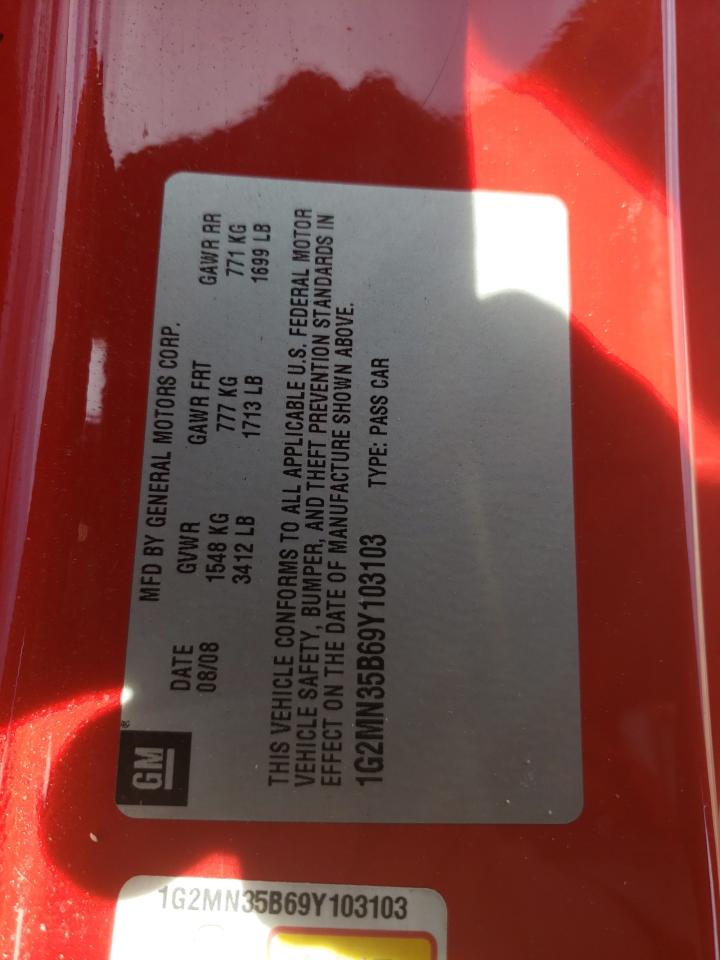 GM®
MFD BY GENERAL MOTORS CORP.
DATE GVWR GAWR FRT GAWR RR
08/08 1548 KG 777 KG 771 KG
3412 LB 1713 LB 1699 LB
THIS VEHICLE CONFORMS TO ALL APPLICABLE U.S. FEDERAL MOTOR
VEHICLE SAFETY, BUMPER, AND THEFT PREVENTION STANDARDS IN
EFFECT ON THE DATE OF MANUFACTURE SHOWN ABOVE.
1G2MN35B69Y103103 TYPE: PASS CAR
1G2MN35B69Y103103